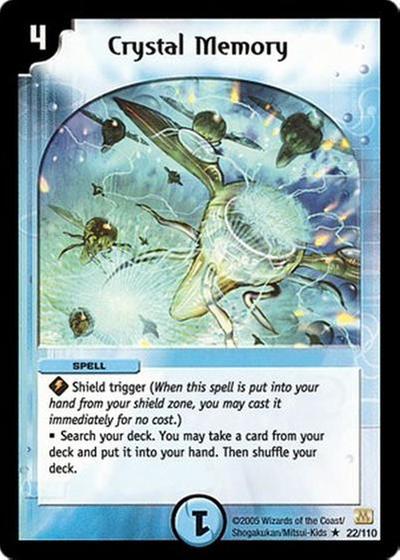 4
Crystal Memory
SPELL
Shield trigger (When this spell is put into your
hand from your shield zone, you may cast it
immediately for no cost.)
▪ Search your deck. You may take a card from your
deck and put it into your hand. Then shuffle your
deck.
1
©2005 Wizards of the Coast/
Shogakukan/Mitsui-Kids ★ 22/110
M